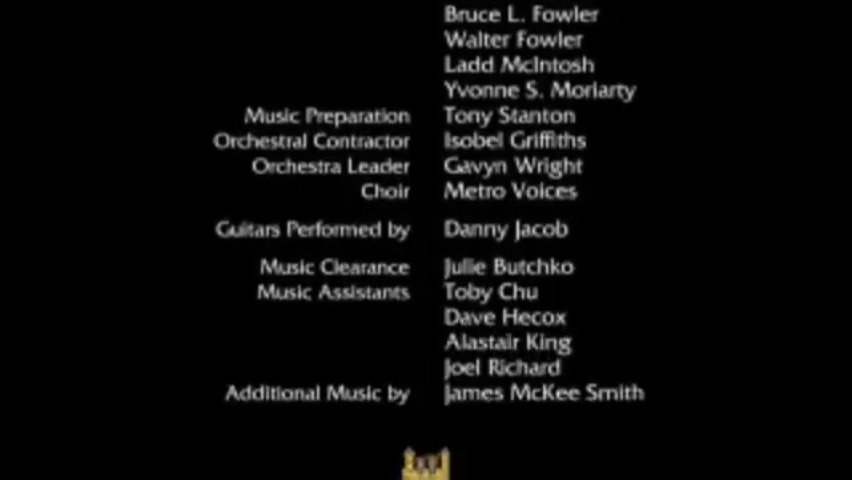 Bruce L. Fowler
Walter Fowler
Ladd McIntosh
Yvonne S. Moriarty
Music Preparation Tony Stanton
Orchestral Contractor Isobel Griffiths
Orchestra Leader Gavyn Wright
Choir Metro Voices
Guitars Performed by Danny Jacob
Music Clearance Julie Butchko
Music Assistants Toby Chu
Dave Hecox
Alastair King
Joel Richard
Additional Music by James McKee Smith